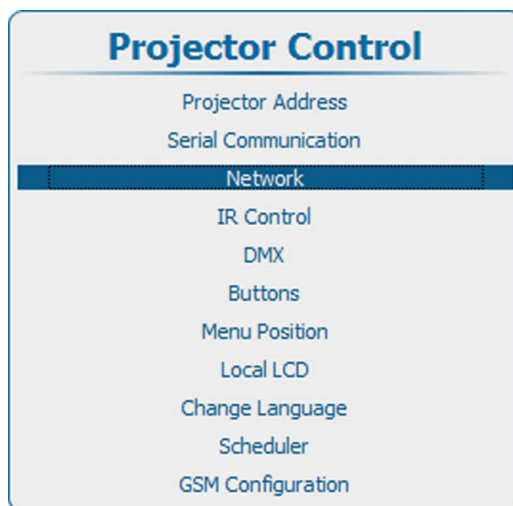 Projector Control
Projector Address
Serial Communication
Network
IR Control
DMX
Buttons
Menu Position
Local LCD
Change Language
Scheduler
GSM Configuration